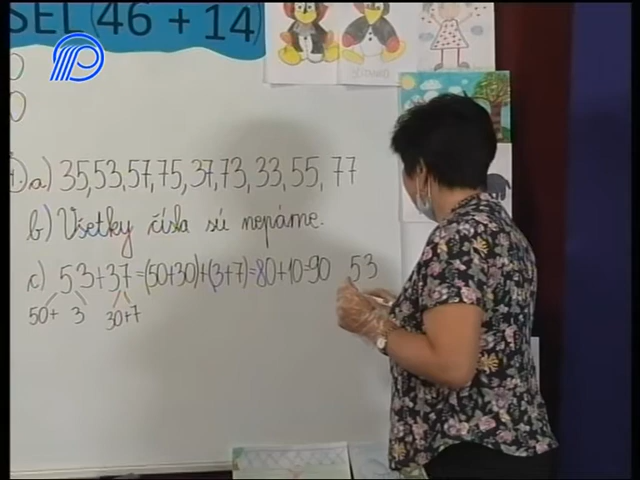 SEL (46 + 14)
a) 35, 53, 57, 75, 37, 73, 33, 55, 77
b) Všetky čísla sú nepárne.
c) 53+37=(50+30)+(3+7)=80+10=90 53
50+ 3 30+7